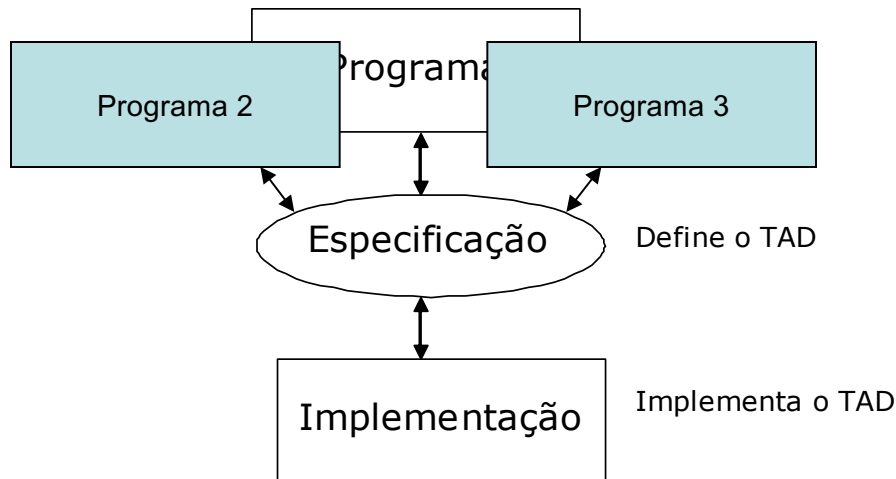 Programa
Programa 2
Programa 3
Especificação
Define o TAD
Implementação
Implementa o TAD